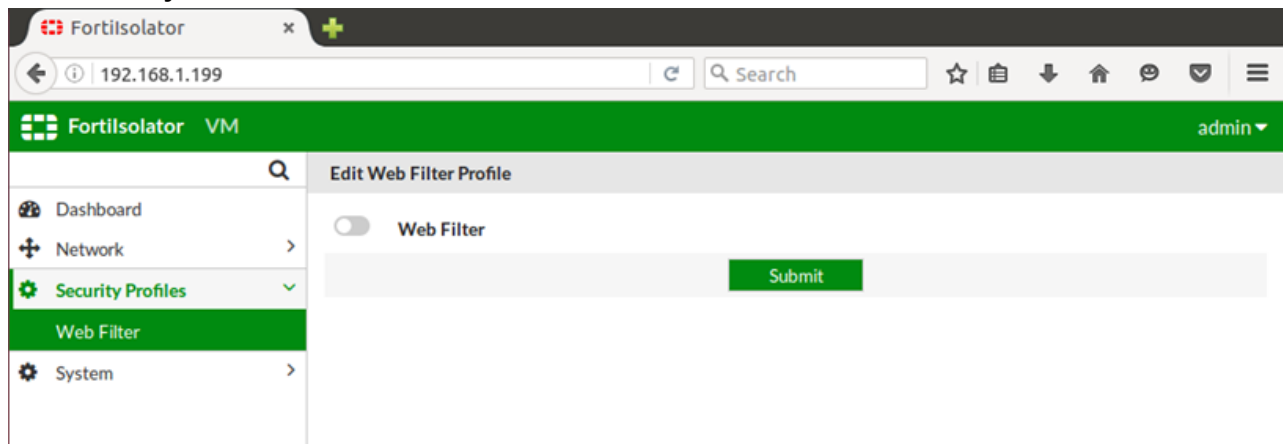 FortiIsolator
192.168.1.199
Search
FortiIsolator VM
admin
Edit Web Filter Profile
Dashboard
Web Filter
Network
Submit
Security Profiles
Web Filter
System